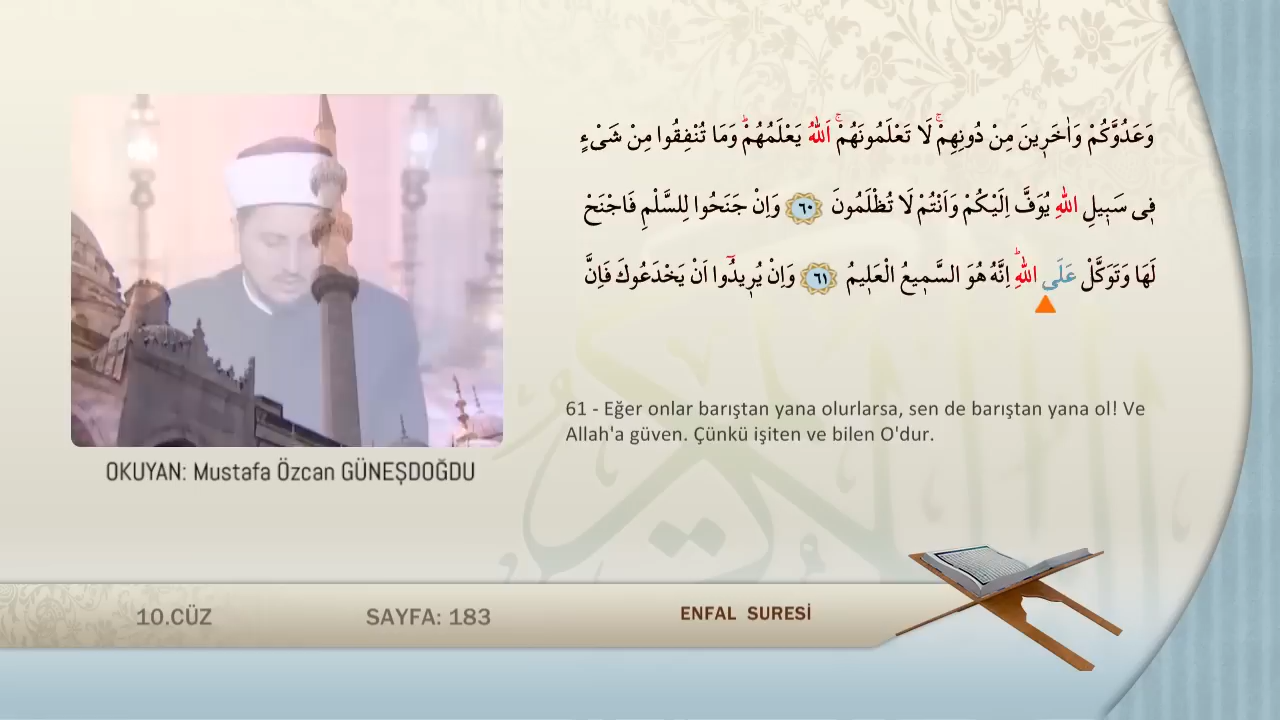 وَعَدُوَّكُمْ وَاٰخَرٖينَ مِنْ دُونِهِمْۚ لَا تَعْلَمُونَهُمْۚ اَللّٰهُ يَعْلَمُهُمْؕ وَمَا تُنْفِقُوا مِنْ شَیْءٍ
فٖى سَبٖيلِ اللّٰهِ يُوَفَّ اِلَيْكُمْ وَاَنْتُمْ لَا تُظْلَمُونَ ٦٠ وَاِنْ جَنَحُوا لِلسَّلْمِ فَاجْنَحْ
لَهَا وَتَوَكَّلْ عَلَى اللّٰهِؕ اِنَّهُ هُوَ السَّمٖيعُ الْعَلٖيمُ ٦١ وَاِنْ يُرٖيدُٓوا اَنْ يَخْدَعُوكَ فَاِنَّ
61 - Eğer onlar barıştan yana olurlarsa, sen de barıştan yana ol! Ve
Allah'a güven. Çünkü işiten ve bilen O'dur.
OKUYAN: Mustafa Özcan GÜNEŞDOĞDU
10.CÜZ
SAYFA: 183
ENFAL SURESİ